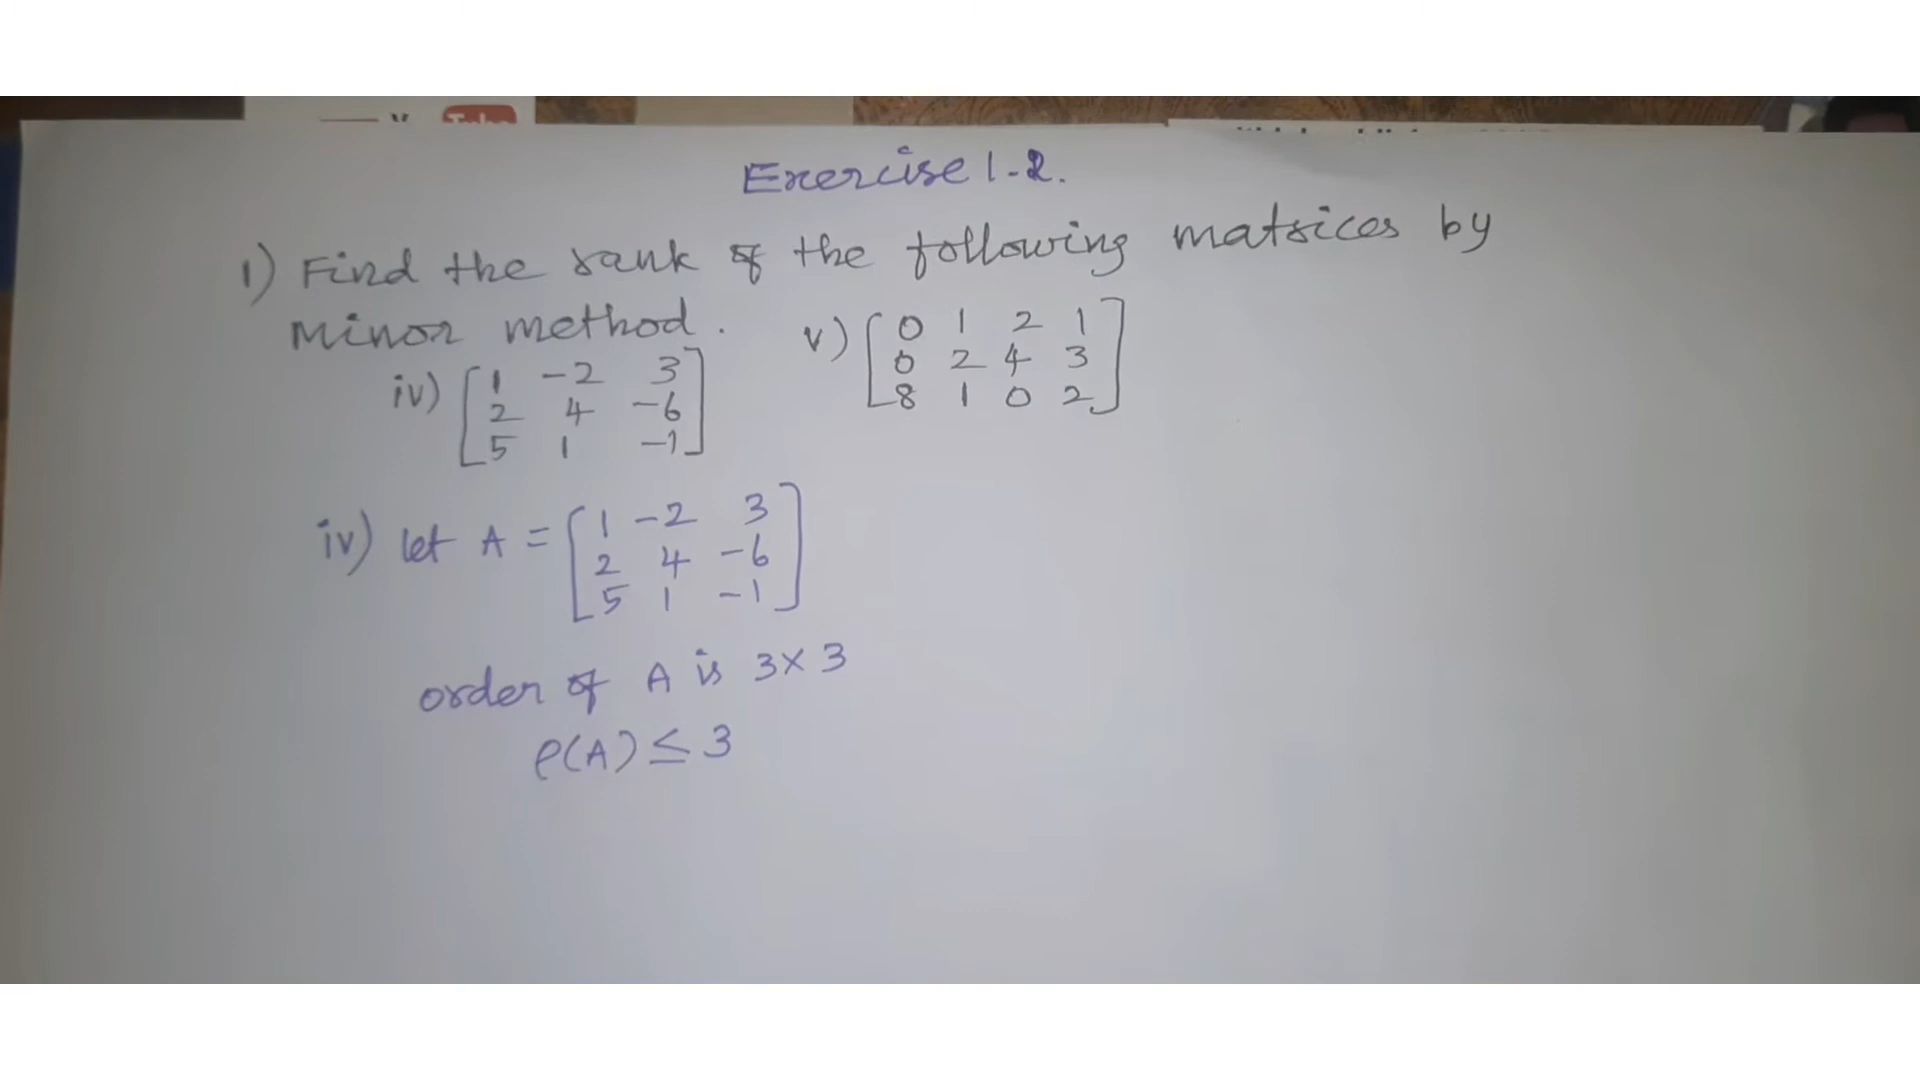 Tube
Exercise 1.2.
1) Find the rank of the following matrices by
Minor method.
iv) [1 -2 3
2 4 -6
5 1 -1]
v) [0 1 2 1
0 2 4 3
8 1 0 2]
iv) let A = [1 -2 3
2 4 -6
5 1 -1]
order of A is 3×3
ρ(A) ≤ 3